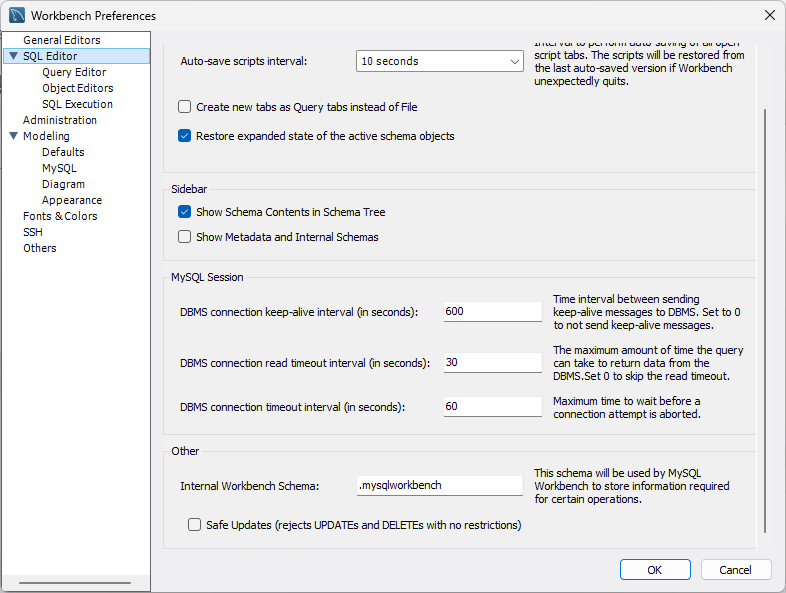 Workbench Preferences
General Editors
SQL Editor
Query Editor
Object Editors
SQL Execution
Administration
Modeling
Defaults
MySQL
Diagram
Appearance
Fonts & Colors
SSH
Others
Auto-save scripts interval:
10 seconds
Interval to perform auto-saving of all open
script tabs. The scripts will be restored from
the last auto-saved version if Workbench
unexpectedly quits.
Create new tabs as Query tabs instead of File
Restore expanded state of the active schema objects
Sidebar
Show Schema Contents in Schema Tree
Show Metadata and Internal Schemas
MySQL Session
DBMS connection keep-alive interval (in seconds):
600
Time interval between sending
keep-alive messages to DBMS. Set to 0
to not send keep-alive messages.
DBMS connection read timeout interval (in seconds):
30
The maximum amount of time the query
can take to return data from the
DBMS.Set 0 to skip the read timeout.
DBMS connection timeout interval (in seconds):
60
Maximum time to wait before a
connection attempt is aborted.
Other
Internal Workbench Schema:
.mysqlworkbench
This schema will be used by MySQL
Workbench to store information required
for certain operations.
Safe Updates (rejects UPDATEs and DELETEs with no restrictions)
OK
Cancel